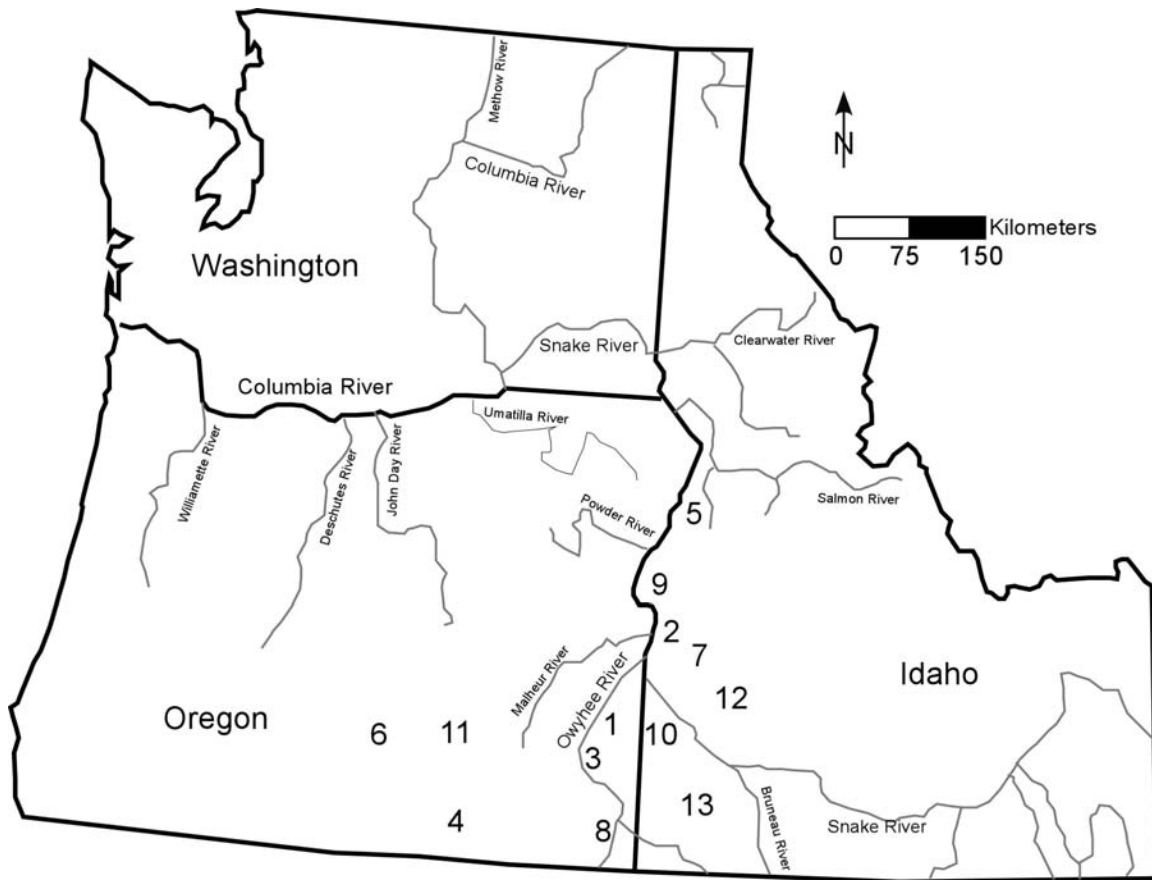 Methow River
Columbia River
N
Kilometers
0 75 150
Washington
Snake River
Clearwater River
Columbia River
Umatilla River
Williamette River
Deschutes River
John Day River
Salmon River
5
Powder River
9
2
7
Malheur River
Owyhee River
Idaho
12
Oregon
6
11
1
10
3
13
4
8
Bruneau River
Snake River